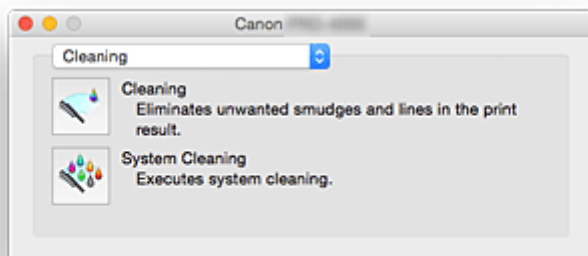 Canon
Cleaning
Cleaning
Eliminates unwanted smudges and lines in the print
result.
System Cleaning
Executes system cleaning.